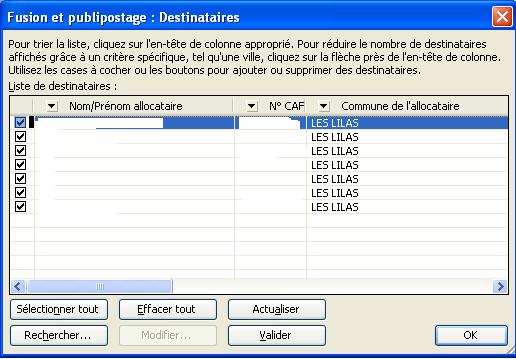 Fusion et publipostage : Destinataires
Pour trier la liste, cliquez sur l'en-tête de colonne approprié. Pour réduire le nombre de destinataires
affichés grâce à un critère spécifique, tel qu'une ville, cliquez sur la flèche près de l'en-tête de colonne.
Utilisez les cases à cocher ou les boutons pour ajouter ou supprimer des destinataires.
Liste de destinataires :
Nom/Prénom allocataire N° CAF Commune de l'allocataire
LES LILAS
LES LILAS
LES LILAS
LES LILAS
LES LILAS
LES LILAS
LES LILAS
Sélectionner tout Effacer tout Actualiser
Rechercher... Modifier... Valider OK